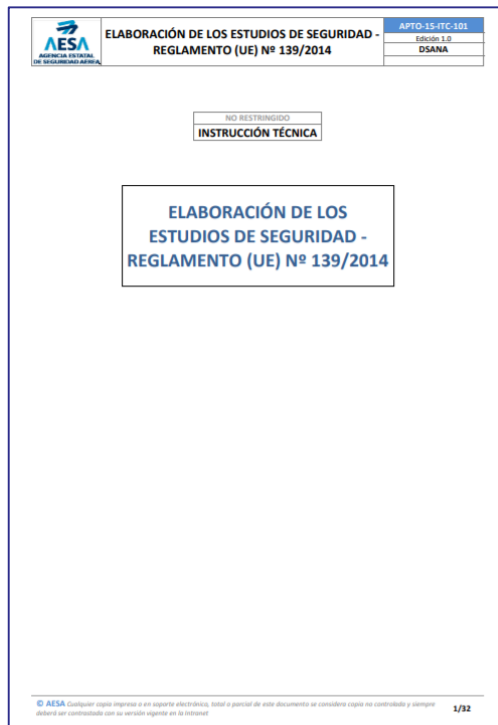 AESA
AGENCIA ESTATAL
DE SEGURIDAD AÉREA
ELABORACIÓN DE LOS ESTUDIOS DE SEGURIDAD -
REGLAMENTO (UE) Nº 139/2014
APTO-15-ITC-101
Edición 1.0
DSANA
NO RESTRINGIDO
INSTRUCCIÓN TÉCNICA
ELABORACIÓN DE LOS
ESTUDIOS DE SEGURIDAD -
REGLAMENTO (UE) Nº 139/2014
© AESA Cualquier copia impresa o en soporte electrónico, total o parcial de este documento se considera copia no controlada y siempre
deberá ser contrastada con su versión vigente en la Intranet
1/32